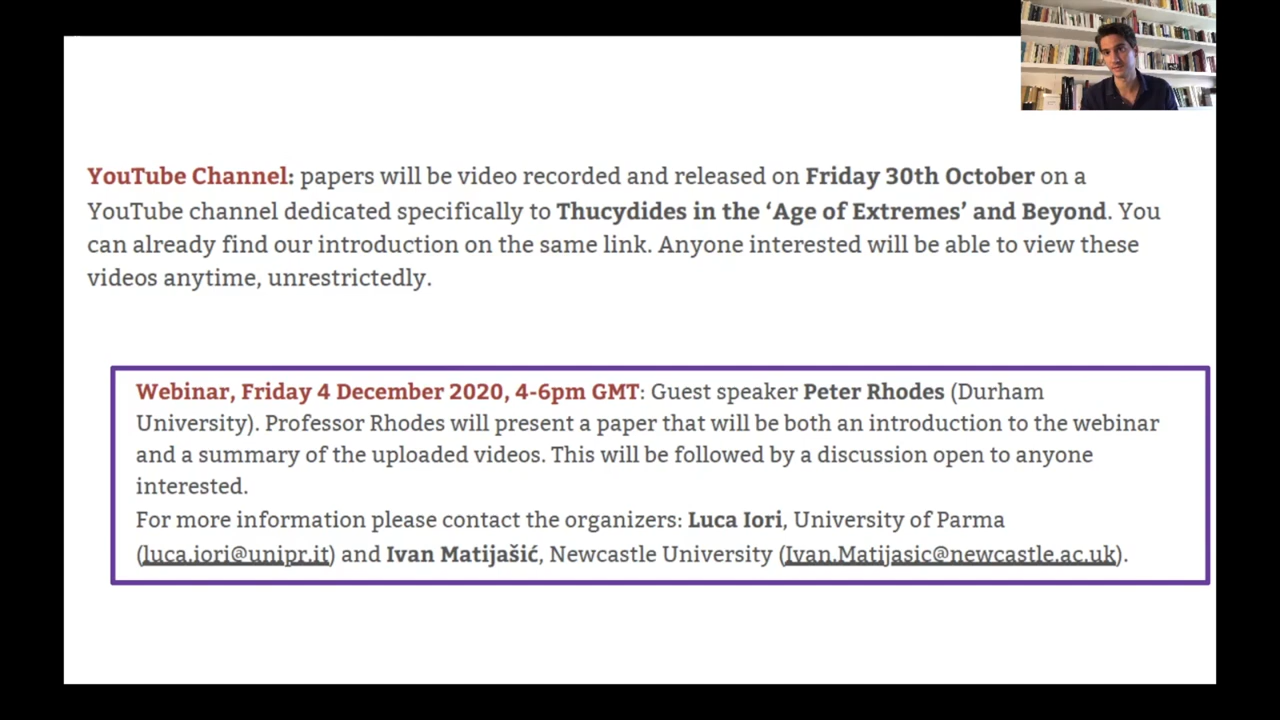 YouTube Channel: papers will be video recorded and released on Friday 30th October on a
YouTube channel dedicated specifically to Thucydides in the ‘Age of Extremes’ and Beyond. You
can already find our introduction on the same link. Anyone interested will be able to view these
videos anytime, unrestrictedly.
Webinar, Friday 4 December 2020, 4-6pm GMT: Guest speaker Peter Rhodes (Durham
University). Professor Rhodes will present a paper that will be both an introduction to the webinar
and a summary of the uploaded videos. This will be followed by a discussion open to anyone
interested.
For more information please contact the organizers: Luca Iori, University of Parma
(luca.iori@unipr.it) and Ivan Matijašić, Newcastle University (Ivan.Matijasic@newcastle.ac.uk).